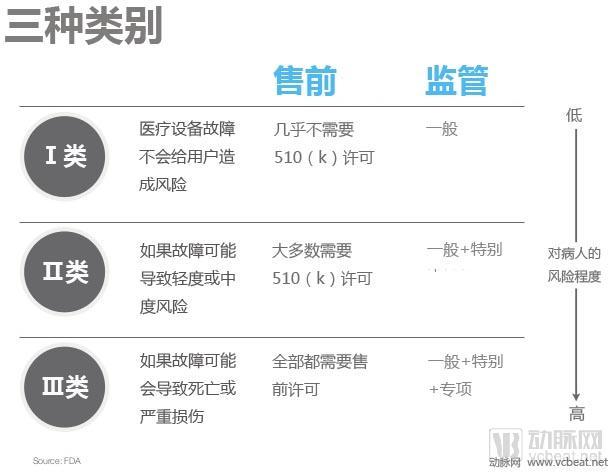 三种类别
售前 监管
Ⅰ类
医疗设备故障
不会给用户造
成风险
几乎不需要
510（k）许可
一般
Ⅱ类
如果故障可能
导致轻度或中
度风险
大多数需要
510（k）许可
一般+特别
Ⅲ类
如果故障可能
会导致死亡或
严重损伤
全部都需要售
前许可
一般+特别
+专项
低
对病人的
风险程度
高
Source: FDA
动脉网
vcbeat.net
动脉网 www.vcbeat.net